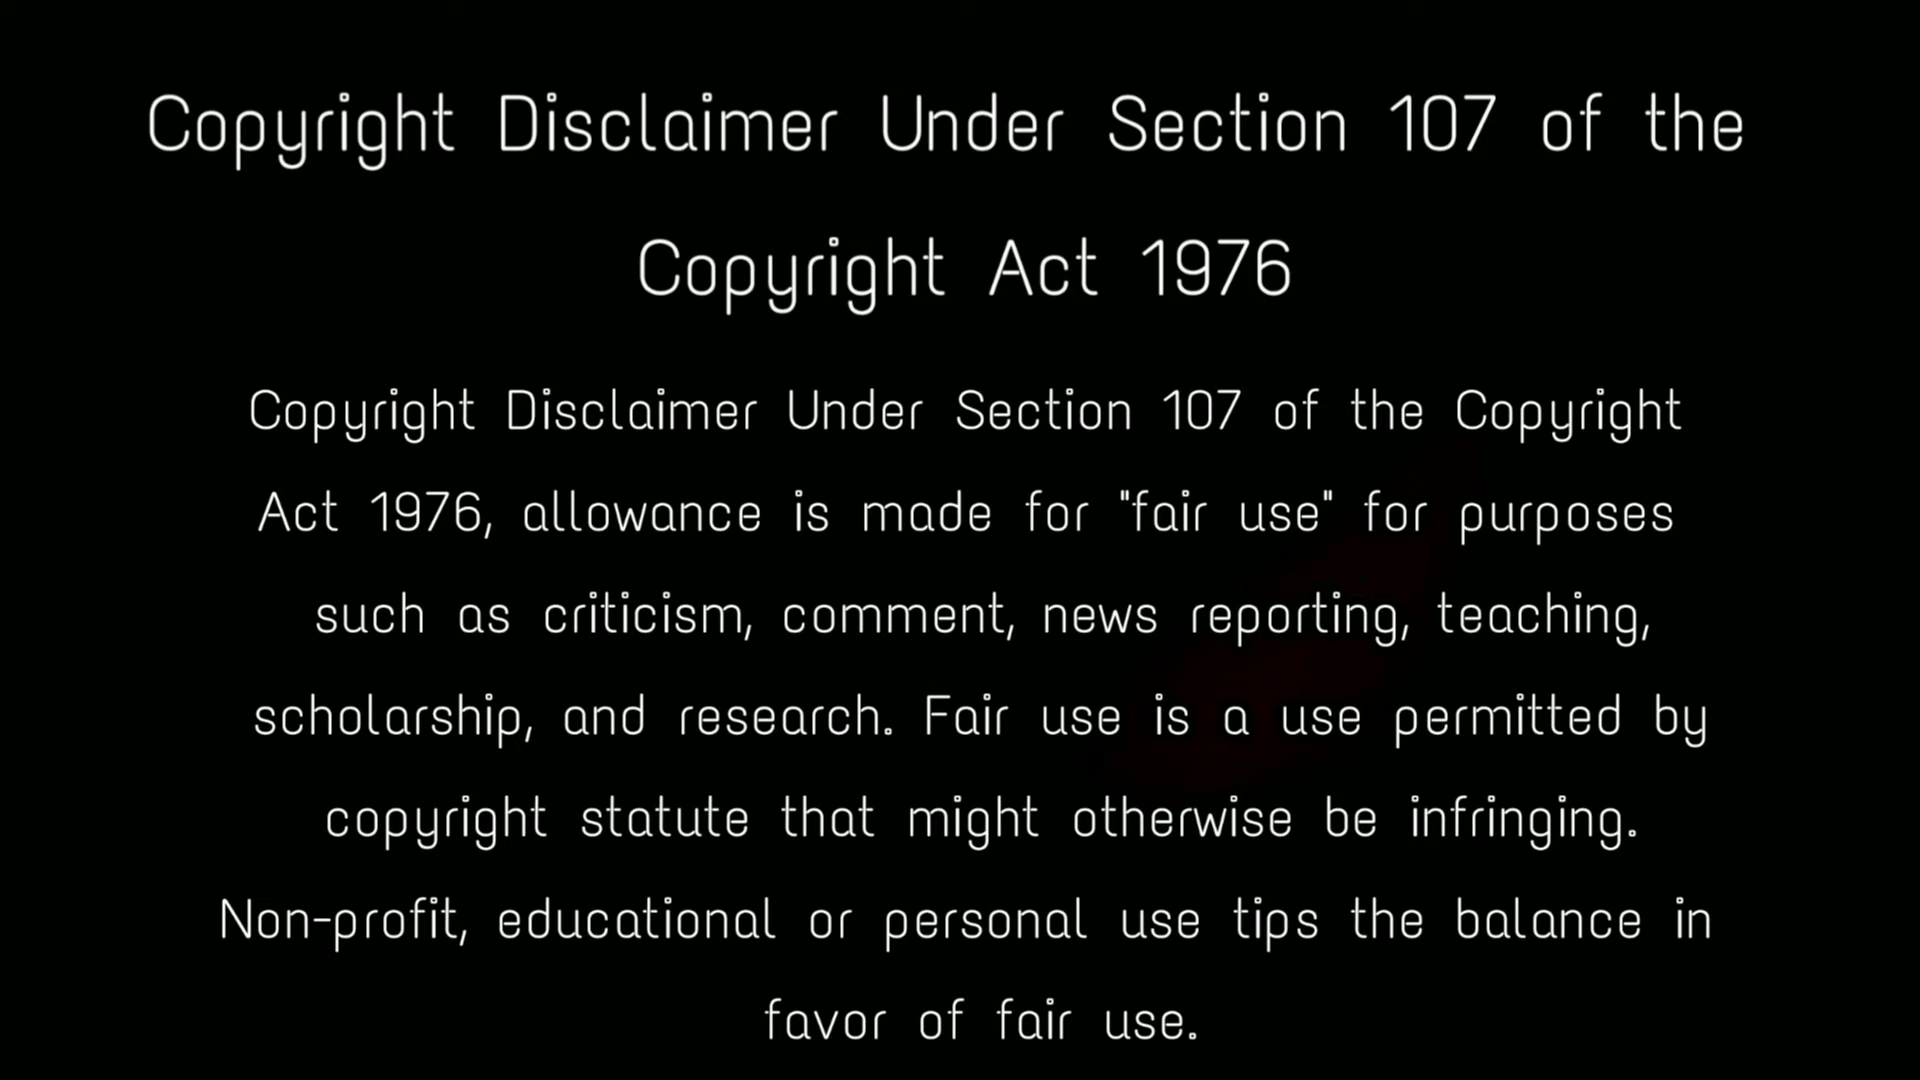 Copyright Disclaimer Under Section 107 of the
Copyright Act 1976
Copyright Disclaimer Under Section 107 of the Copyright
Act 1976, allowance is made for "fair use" for purposes
such as criticism, comment, news reporting, teaching,
scholarship, and research. Fair use is a use permitted by
copyright statute that might otherwise be infringing.
Non-profit, educational or personal use tips the balance in
favor of fair use.